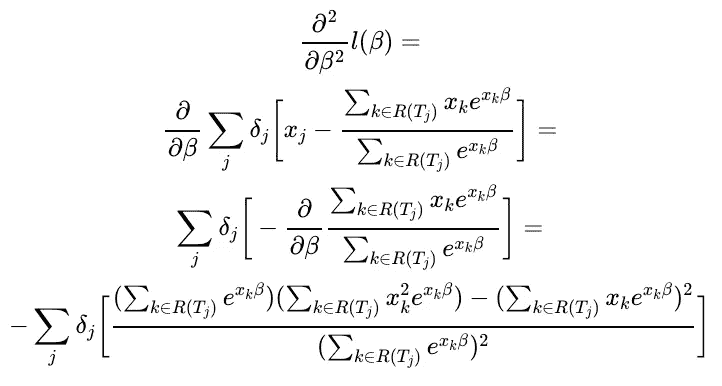 \frac{\partial^2}{\partial\beta^2} l(\beta) =
\frac{\partial}{\partial\beta} \sum_j \delta_j \left[ x_j - \frac{\sum_{k \in R(T_j)} x_k e^{x_k\beta}}{\sum_{k \in R(T_j)} e^{x_k\beta}} \right] =
\sum_j \delta_j \left[ - \frac{\partial}{\partial\beta} \frac{\sum_{k \in R(T_j)} x_k e^{x_k\beta}}{\sum_{k \in R(T_j)} e^{x_k\beta}} \right] =
- \sum_j \delta_j \left[ \frac{(\sum_{k \in R(T_j)} e^{x_k\beta})(\sum_{k \in R(T_j)} x_k^2 e^{x_k\beta}) - (\sum_{k \in R(T_j)} x_k e^{x_k\beta})^2}{(\sum_{k \in R(T_j)} e^{x_k\beta})^2} \right]